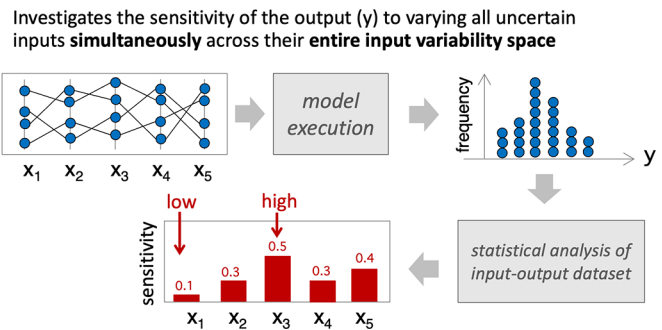 Investigates the sensitivity of the output (y) to varying all uncertain
inputs simultaneously across their entire input variability space
model
execution
frequency
y
x1 x2 x3 x4 x5
low high
statistical analysis of
input-output dataset
sensitivity
0.1 0.3 0.5 0.3 0.4
x1 x2 x3 x4 x5